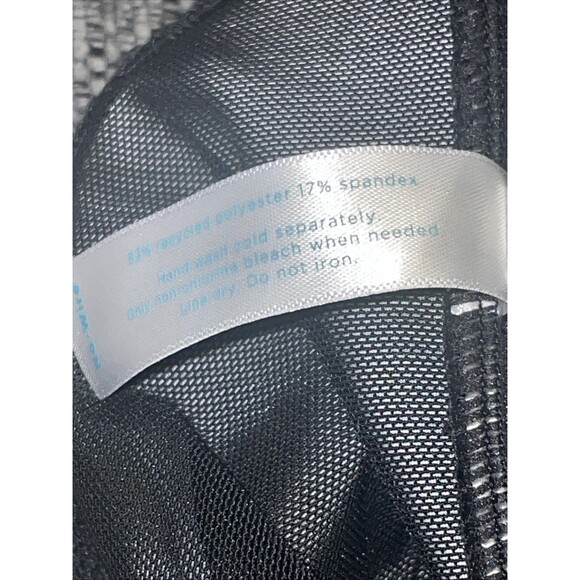 83% recycled polyester 17% spandex
Hand wash cold separately.
Only non-chlorine bleach when needed.
Line dry. Do not iron.